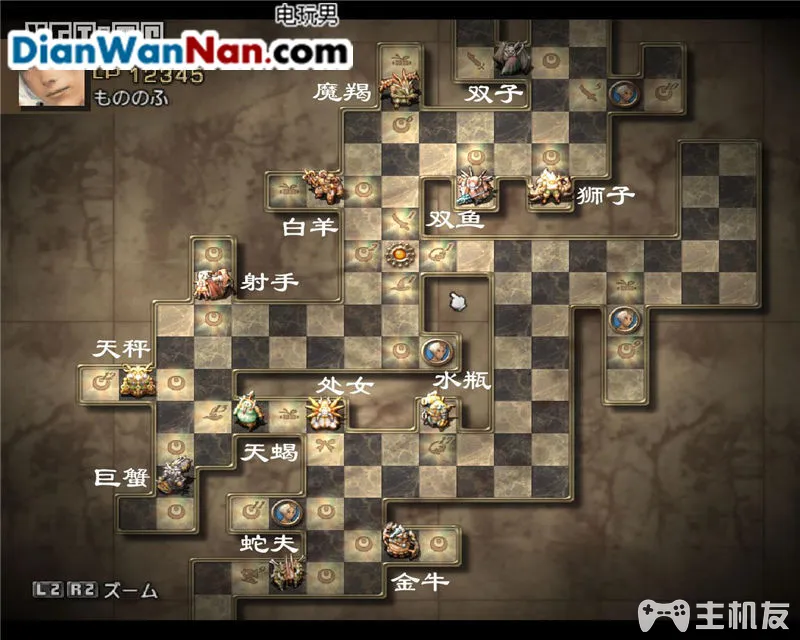 电玩男
DianWanNan.com
LP 12345
もののふ
魔羯
双子
狮子
白羊
双鱼
射手
天秤
处女
水瓶
天蝎
巨蟹
蛇夫
金牛
L2 R2 ズーム
主机友